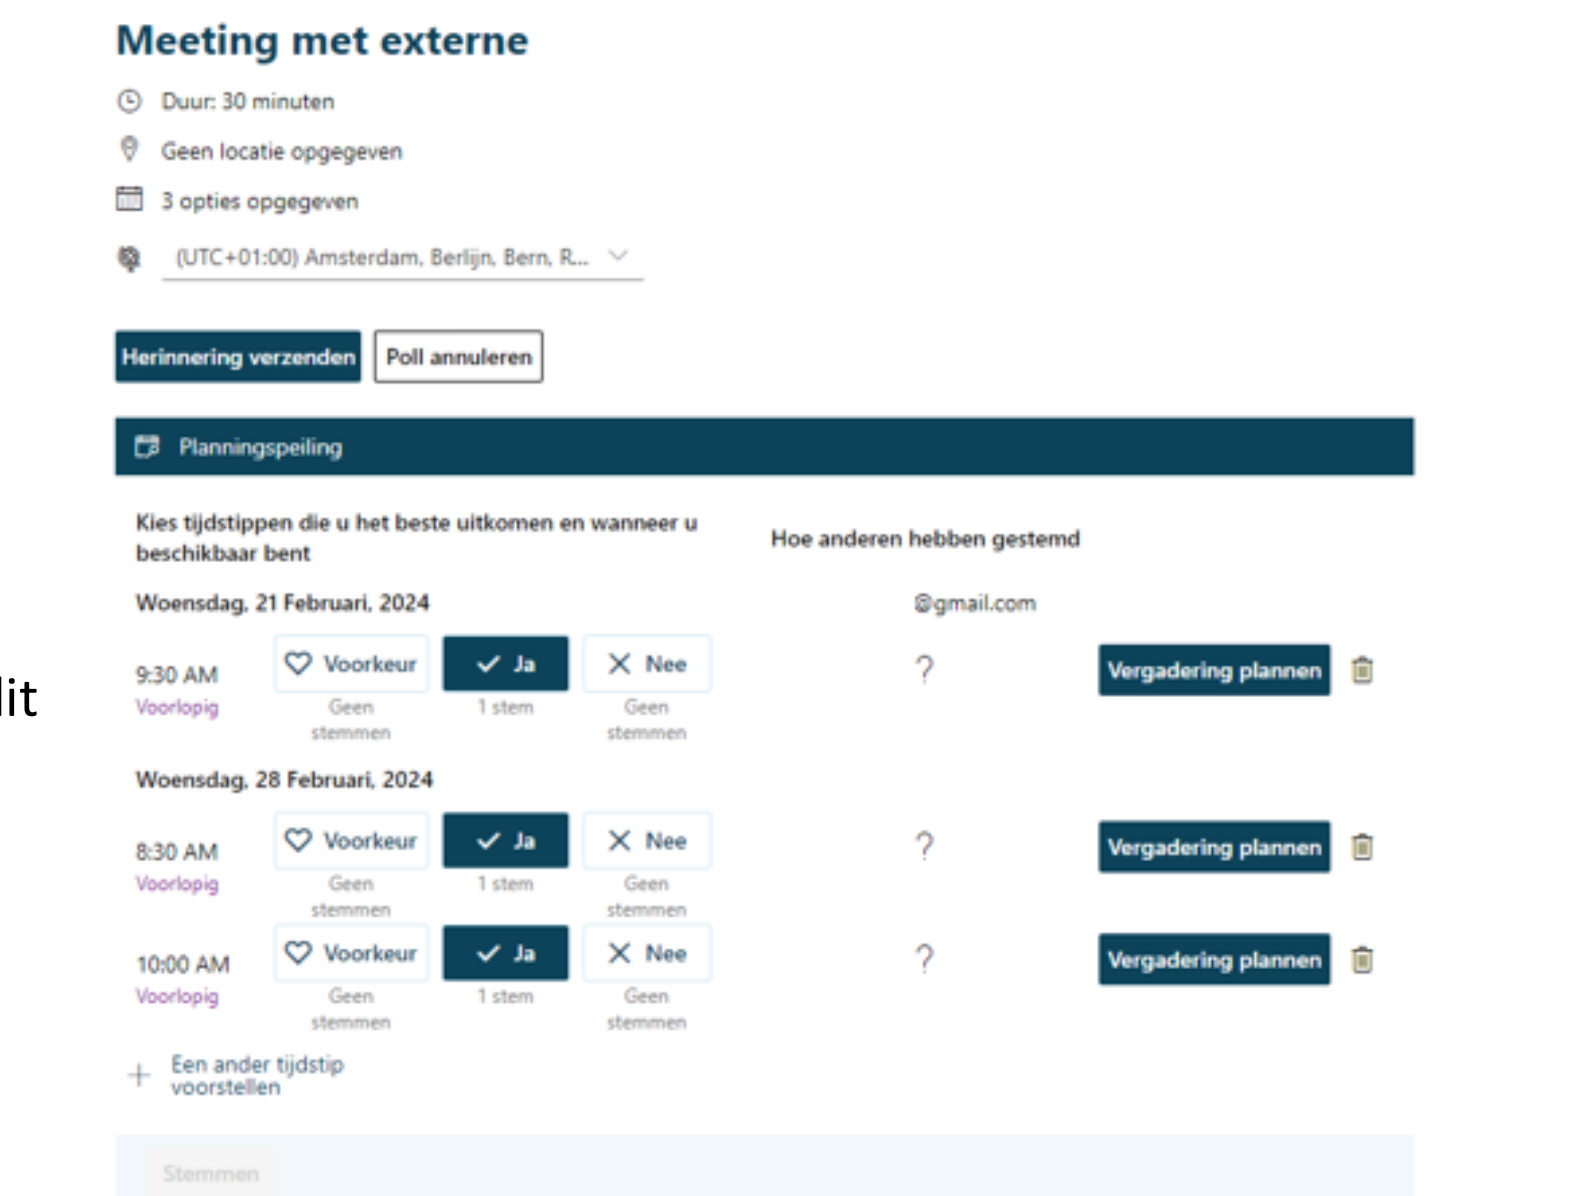 Meeting met externe
Duur: 30 minuten
Geen locatie opgegeven
3 opties opgegeven
(UTC+01:00) Amsterdam, Berlijn, Bern, R...
Herinnering verzenden Poll annuleren
Planningspeiling
Kies tijdstippen die u het beste uitkomen en wanneer u
beschikbaar bent
Hoe anderen hebben gestemd
Woensdag, 21 Februari, 2024 @gmail.com
9:30 AM Voorkeur Ja Nee ? Vergadering plannen
Voorlopig Geen 1 stem Geen
stemmen stemmen
Woensdag, 28 Februari, 2024
8:30 AM Voorkeur Ja Nee ? Vergadering plannen
Voorlopig Geen 1 stem Geen
stemmen stemmen
10:00 AM Voorkeur Ja Nee ? Vergadering plannen
Voorlopig Geen 1 stem Geen
stemmen stemmen
Een ander tijdstip
voorstellen
Stemmen